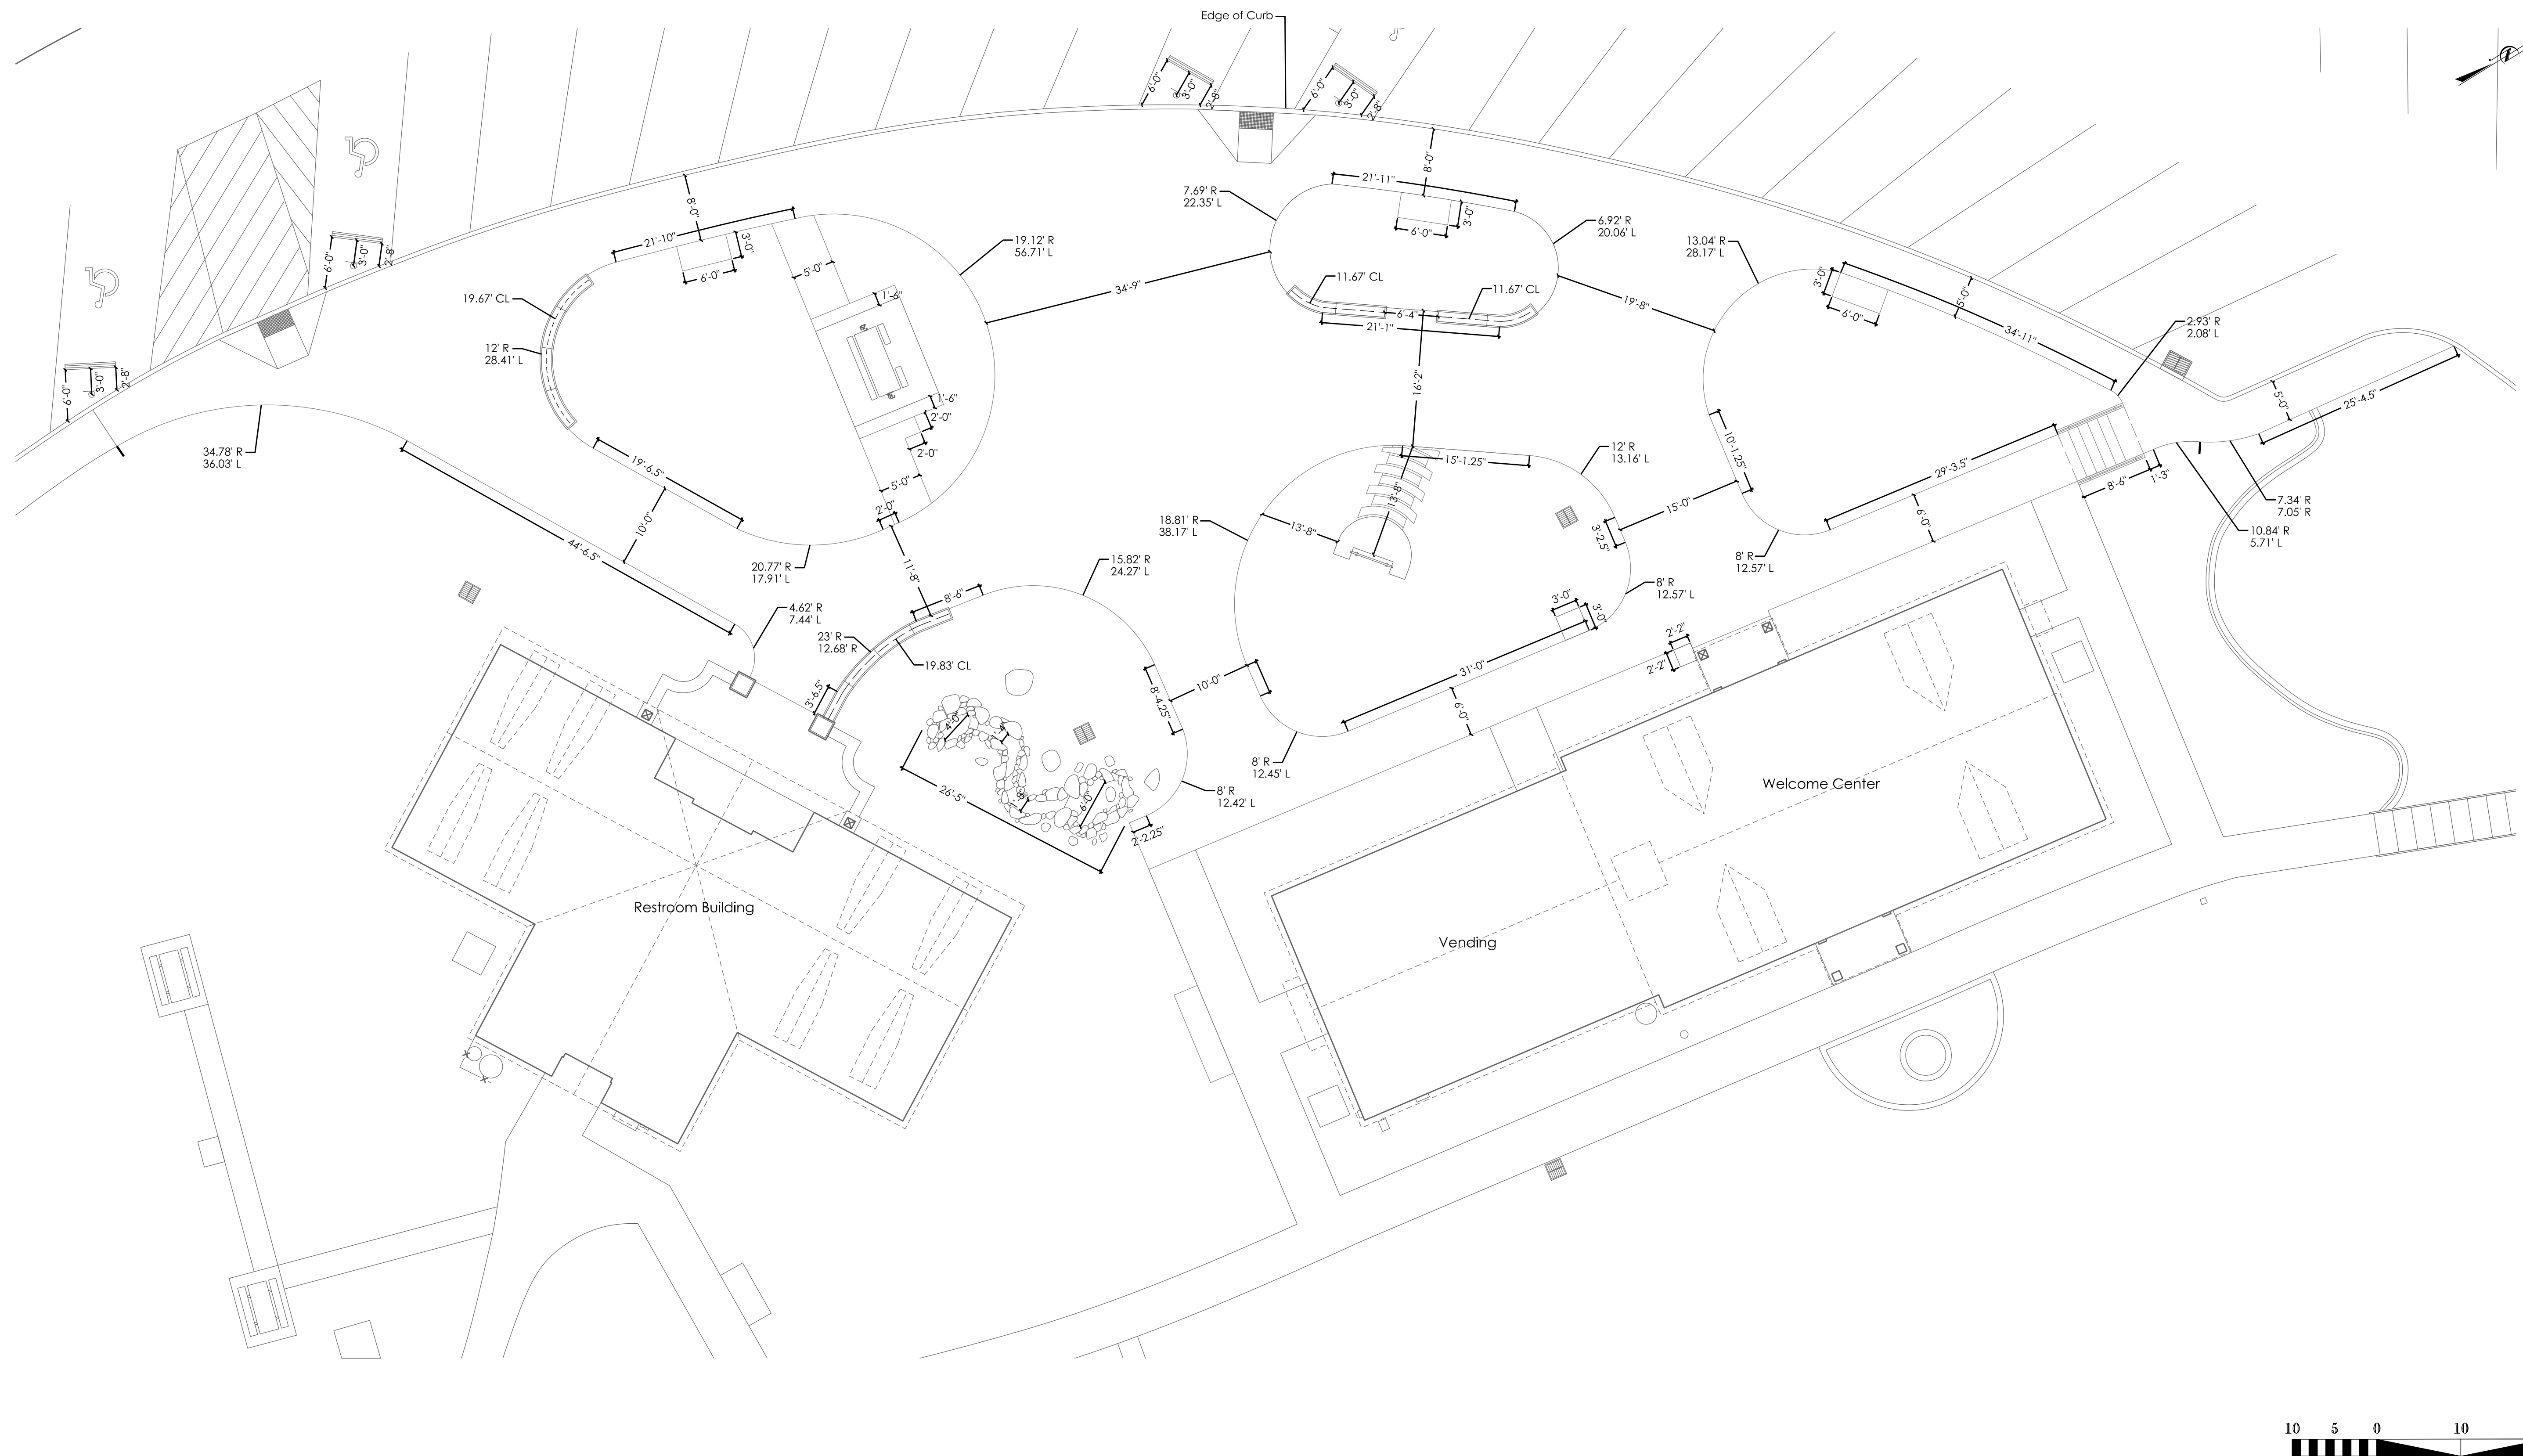 Edge of Curb
6'-0"
3'-0"
2'-8"
6'-0"
3'-0"
2'-8"
8'-0"
21'-11"
7.69' R
22.35' L
6'-0"
3'-0"
6.92' R
20.06' L
8'-0"
21'-10"
3'-0"
6'-0"
5'-0"
19.12' R
56.71' L
34'-9"
13.04' R
28.17' L
3'-0"
6'-0"
5'-0"
34'-11"
6'-0"
3'-0"
2'-8"
19.67' CL
1'-6"
11.67' CL
11.67' CL
6'-4"
21'-1"
19'-8"
2.93' R
2.08' L
12' R
28.41' L
6'-0"
3'-0"
2'-8"
16'-2"
5'-0"
25'-4.5"
1'-6"
2'-0"
2'-0"
34.78' R
36.03' L
19'-6.5"
5'-0"
2'-0"
15'-1.25"
12' R
13.16' L
10'-1.25"
29'-3.5"
8'-6"
1'-3"
10'-0"
44'-6.5"
13'-8"
15'-0"
7.34' R
7.05' R
18.81' R
38.17' L
13'-8"
3'-2.5"
6'-0"
10.84' R
5.71' L
20.77' R
17.91' L
11'-8"
15.82' R
24.27' L
8' R
12.57' L
8' R
12.57' L
8'-6"
3'-0"
3'-0"
4.62' R
7.44' L
23' R
12.68' R
19.83' CL
2'-2"
2'-2"
31'-0"
3'-6.5"
10'-0"
8'-4.25"
6'-0"
4'-0"
8' R
12.45' L
26'-5"
6'-0"
8' R
12.42' L
2'-2.25"
Welcome Center
Restroom Building
Vending
10 5 0 10